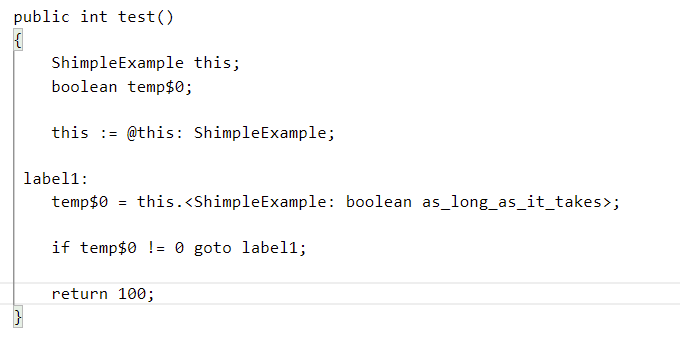 public int test()
{
ShimpleExample this;
boolean temp$0;
this := @this: ShimpleExample;
label1:
temp$0 = this.<ShimpleExample: boolean as_long_as_it_takes>;
if temp$0 != 0 goto label1;
return 100;
}